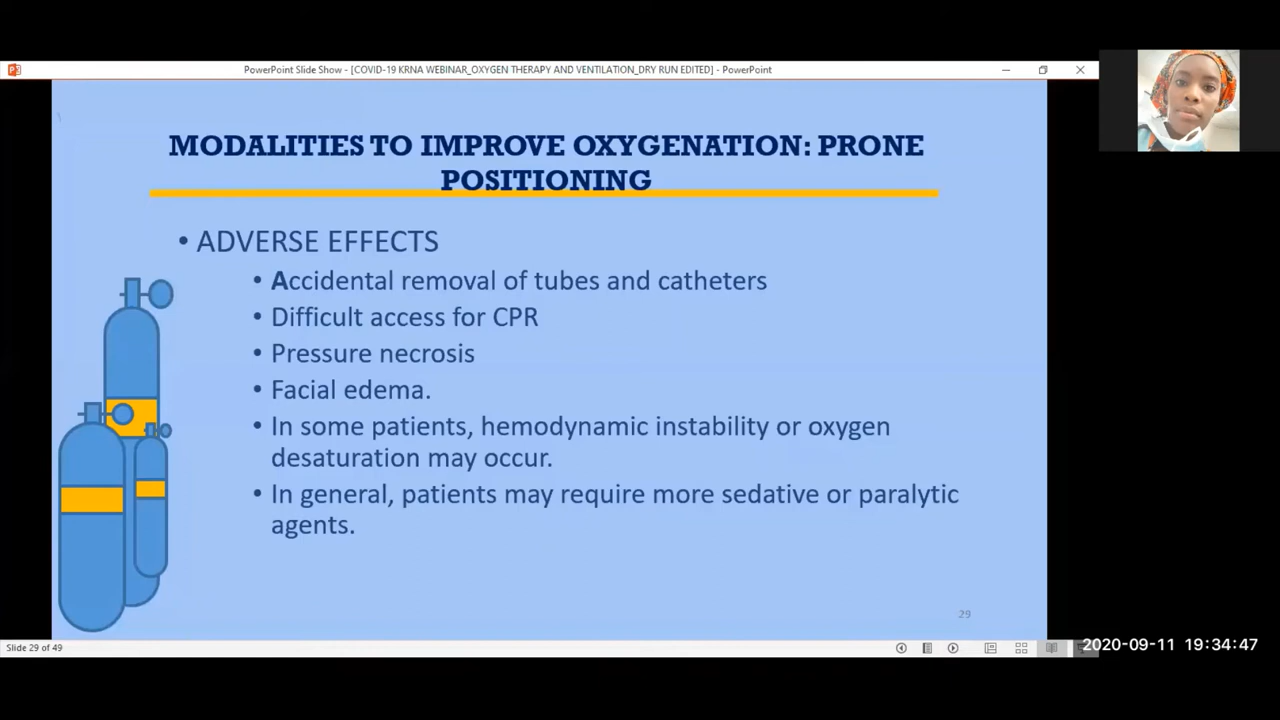 PowerPoint Slide Show - [COVID-19 KRNA WEBINAR_OXYGEN THERAPY AND VENTILATION_DRY RUN EDITED] - PowerPoint
MODALITIES TO IMPROVE OXYGENATION: PRONE
POSITIONING
• ADVERSE EFFECTS
• Accidental removal of tubes and catheters
• Difficult access for CPR
• Pressure necrosis
• Facial edema.
• In some patients, hemodynamic instability or oxygen
desaturation may occur.
• In general, patients may require more sedative or paralytic
agents.
29
Slide 29 of 49
2020-09-11 19:34:47